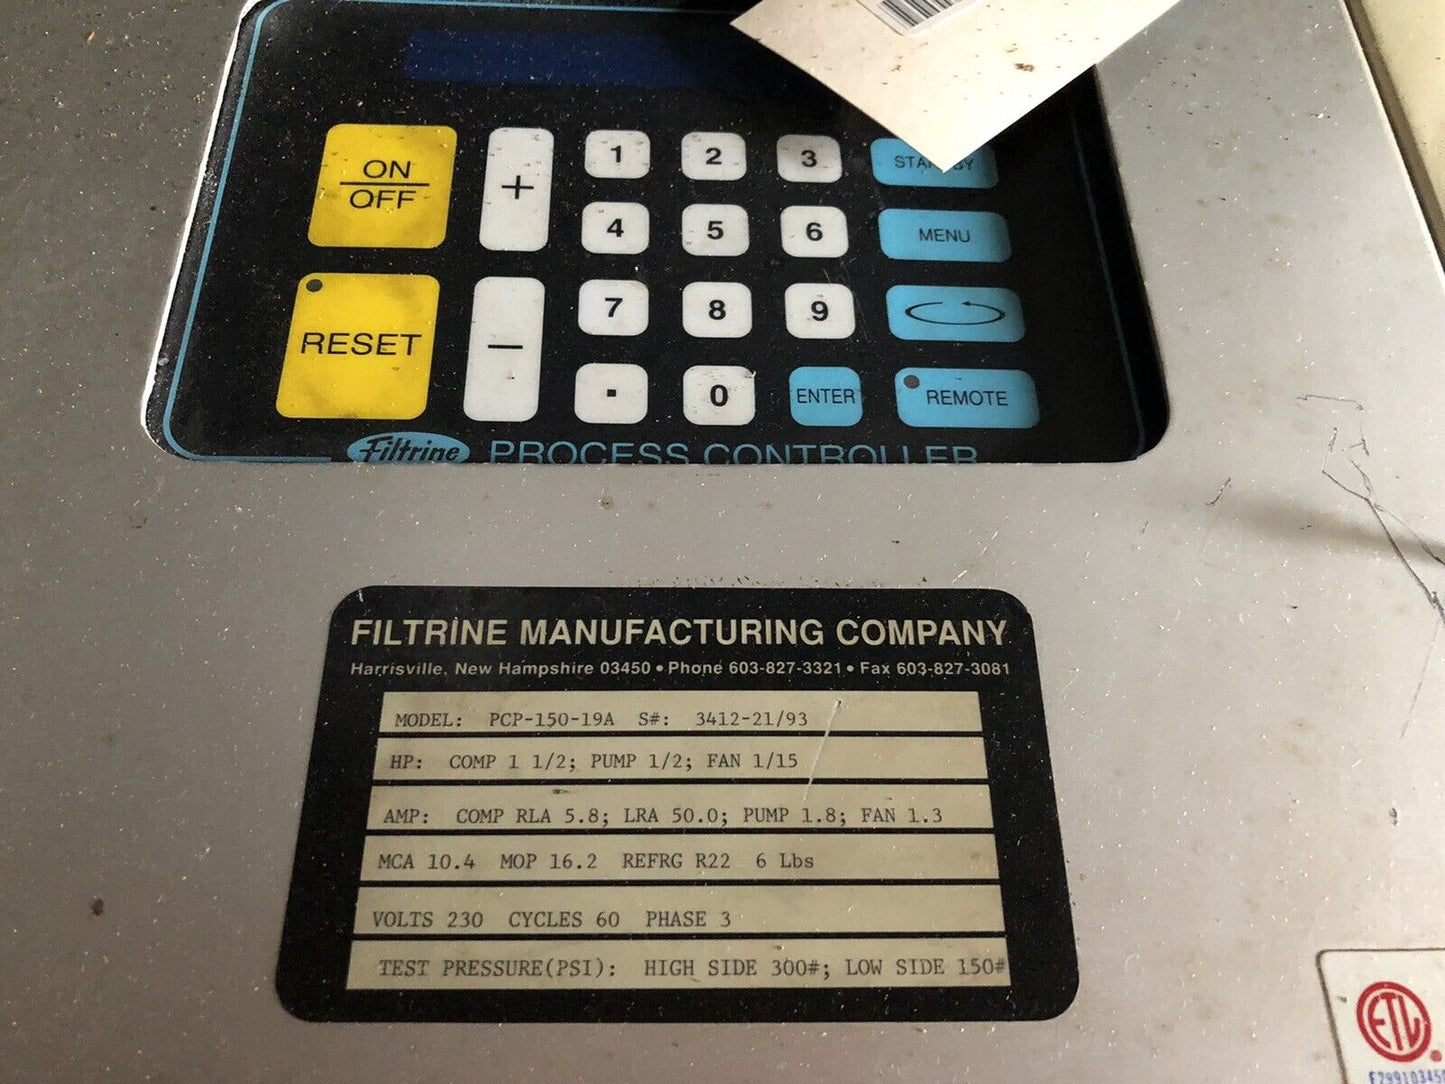 ON
OFF
+
1 2 3
STANDBY
4 5 6
MENU
RESET
-
7 8 9
. 0 ENTER
REMOTE
Filtrine PROCESS CONTROLLER
FILTRINE MANUFACTURING COMPANY
Harrisville, New Hampshire 03450 • Phone 603-827-3321 • Fax 603-827-3081
MODEL: PCP-150-19A S#: 3412-21/93
HP: COMP 1 1/2; PUMP 1/2; FAN 1/15
AMP: COMP RLA 5.8; LRA 50.0; PUMP 1.8; FAN 1.3
MCA 10.4 MOP 16.2 REFRG R22 6 Lbs
VOLTS 230 CYCLES 60 PHASE 3
TEST PRESSURE(PSI): HIGH SIDE 300#; LOW SIDE 150#
ETL